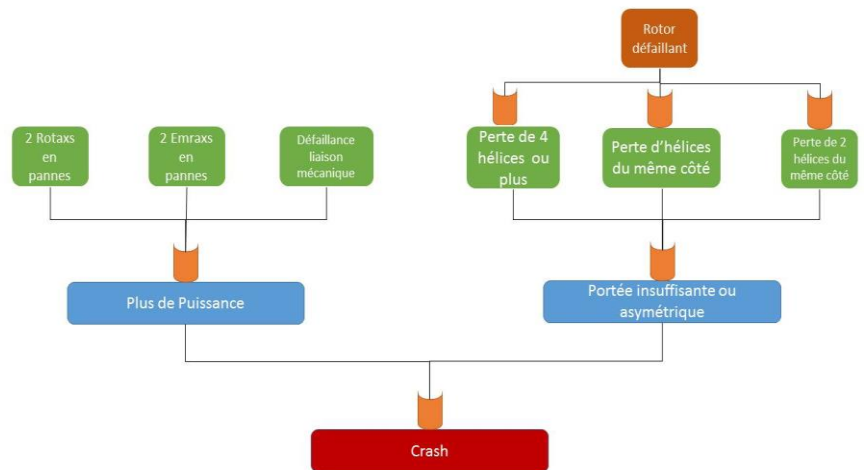 Rotor
défaillant
2 Rotaxs
en
pannes
2 Emraxs
en
pannes
Défaillance
liaison
mécanique
Perte de 4
hélices ou
plus
Perte d'hélices
du même côté
Perte de 2
hélices du
même côté
Plus de Puissance
Portée insuffisante ou
asymétrique
Crash